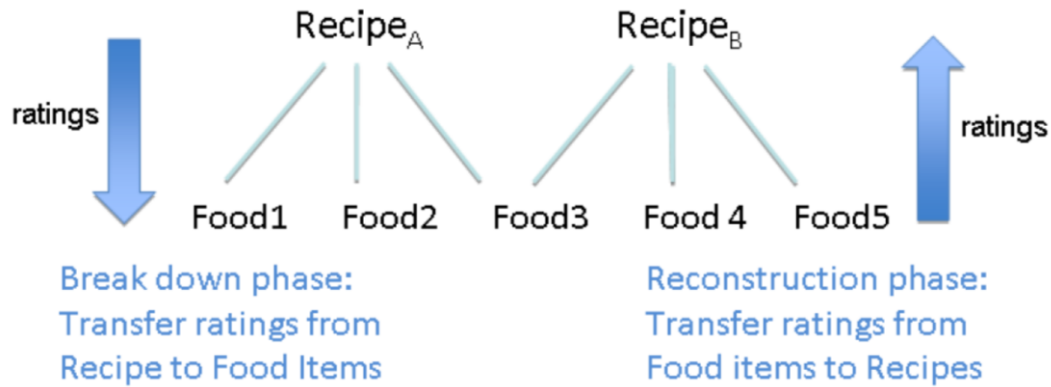 Recipe_A Recipe_B
ratings
ratings
Food1 Food2 Food3 Food 4 Food5
Break down phase:
Transfer ratings from
Recipe to Food Items
Reconstruction phase:
Transfer ratings from
Food items to Recipes